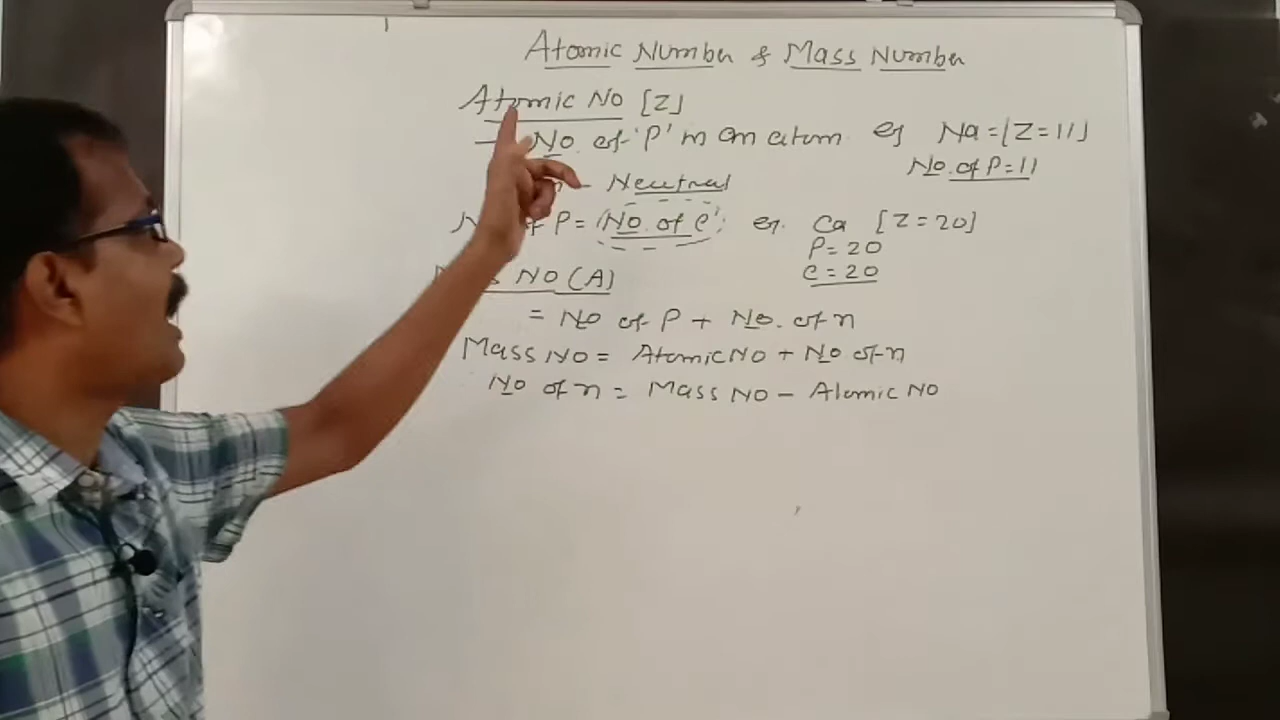 Atomic Number & Mass Number
Atomic No [Z]
- No. of 'P' in an atom eg Na = [Z = 11]
No. of P = 11
- Neutral
of P = No. of e eg. Ca [Z = 20]
P = 20
e = 20
No (A)
= No of P + No. of n
Mass No = Atomic No + No of n
No of n = Mass No - Atomic No